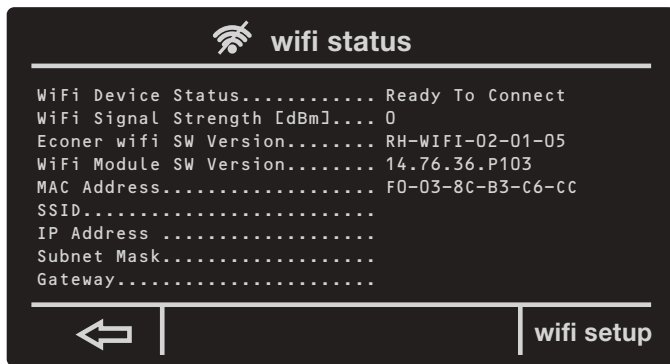 wifi status
WiFi Device Status............ Ready To Connect
WiFi Signal Strength [dBm].... 0
Econer wifi SW Version........ RH-WIFI-02-01-05
WiFi Module SW Version........ 14.76.36.P103
MAC Address................... F0-03-8C-B3-C6-CC
SSID..........................
IP Address ...................
Subnet Mask...................
Gateway.......................
wifi setup